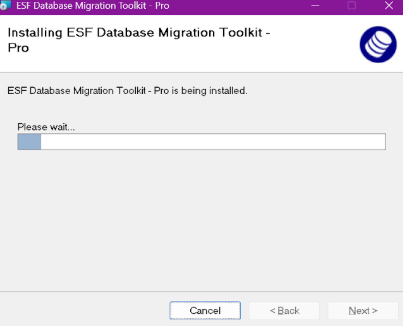 ESF Database Migration Toolkit - Pro
Installing ESF Database Migration Toolkit -
Pro
ESF Database Migration Toolkit - Pro is being installed.
Please wait...
Cancel
< Back
Next >